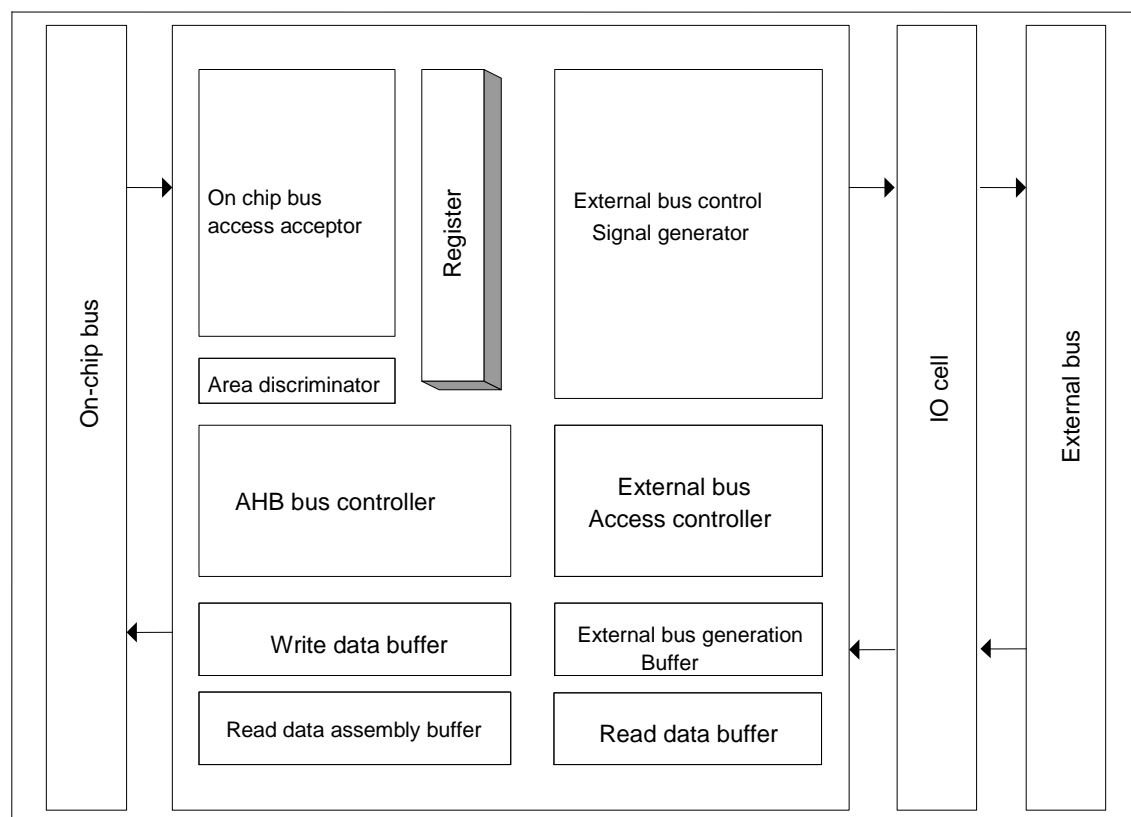 On-chip bus
On chip bus
access acceptor
Register
External bus control
Signal generator
Area discriminator
AHB bus controller
External bus
Access controller
Write data buffer
External bus generation
Buffer
Read data assembly buffer
Read data buffer
IO cell
External bus